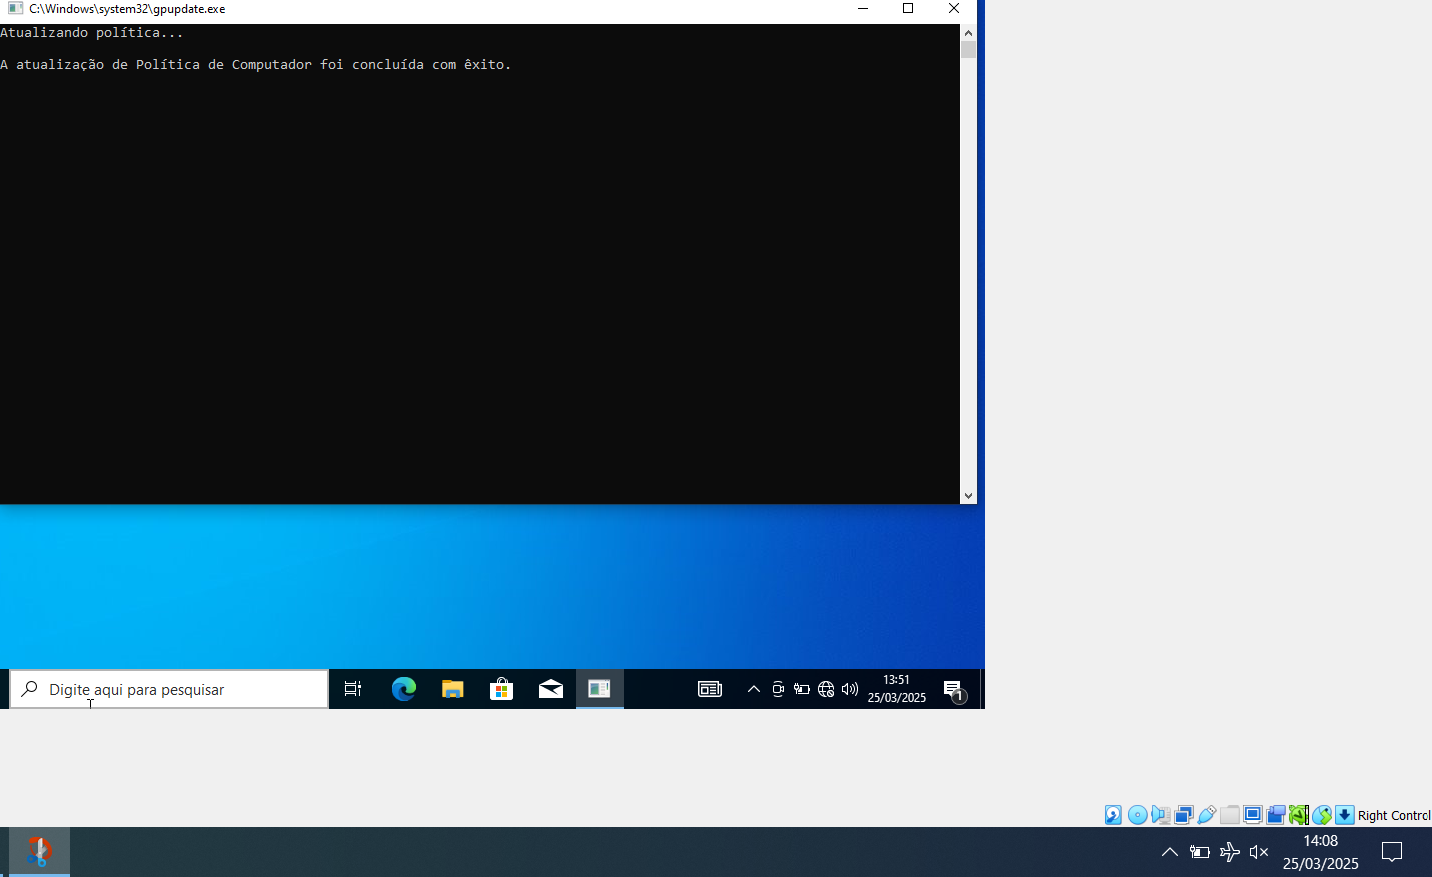 C:\Windows\system32\gpupdate.exe
Atualizando política...
A atualização de Política de Computador foi concluída com êxito.
Digite aqui para pesquisar
13:51
25/03/2025
1
Right Control
14:08
25/03/2025